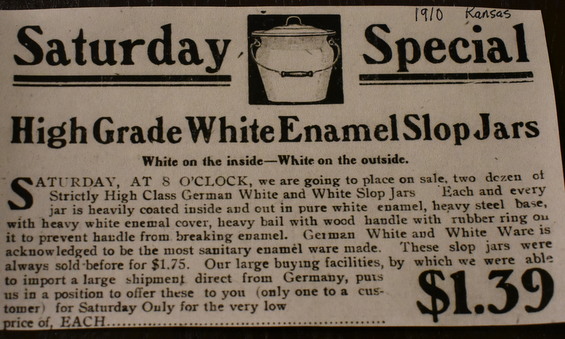 1910 Kansas
Saturday Special
High Grade White Enamel Slop Jars
White on the inside—White on the outside.
SATURDAY, AT 8 O'CLOCK, we are going to place on sale, two dozen of
Strictly High Class German White and White Slop Jars Each and every
jar is heavily coated inside and out in pure white enamel, heavy steel base,
with heavy white enemal cover, heavy bail with wood handle with rubber ring on
it to prevent handle from breaking enamel. German White and White Ware is
acknowledged to be the most sanitary enamel ware made. These slop jars were
always sold before for $1.75. Our large buying facilities, by which we were able
to import a large shipment direct from Germany, puts
us in a position to offer these to you (only one to a cus-
tomer) for Saturday Only for the very low
price of, EACH........................................
$1.39